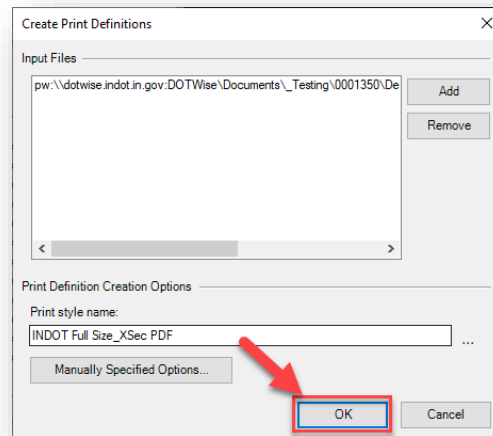 Create Print Definitions
Input Files
pw:\\dotwise.indot.in.gov:DOTWise\Documents\_Testing\0001350\De
Add
Remove
Print Definition Creation Options
Print style name:
INDOT Full Size_XSec PDF
...
Manually Specified Options...
OK
Cancel